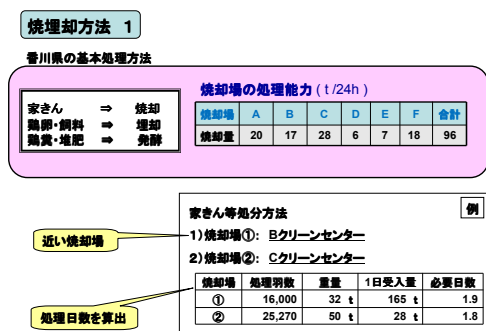 焼埋却方法 1
香川県の基本処理方法
家きん ⇒ 焼却
鶏卵・飼料 ⇒ 埋却
鶏糞・堆肥 ⇒ 発酵
焼却場の処理能力 ( t /24h )
焼却場 A B C D E F 合計
焼却量 20 17 28 6 7 18 96
例
家きん等処分方法
近い焼却場
1)焼却場①: Bクリーンセンター
2)焼却場②: Cクリーンセンター
焼却場 処理羽数 重量 1日受入量 必要日数
① 16,000 32 t 165 t 1.9
② 25,270 50 t 28 t 1.8
処理日数を算出